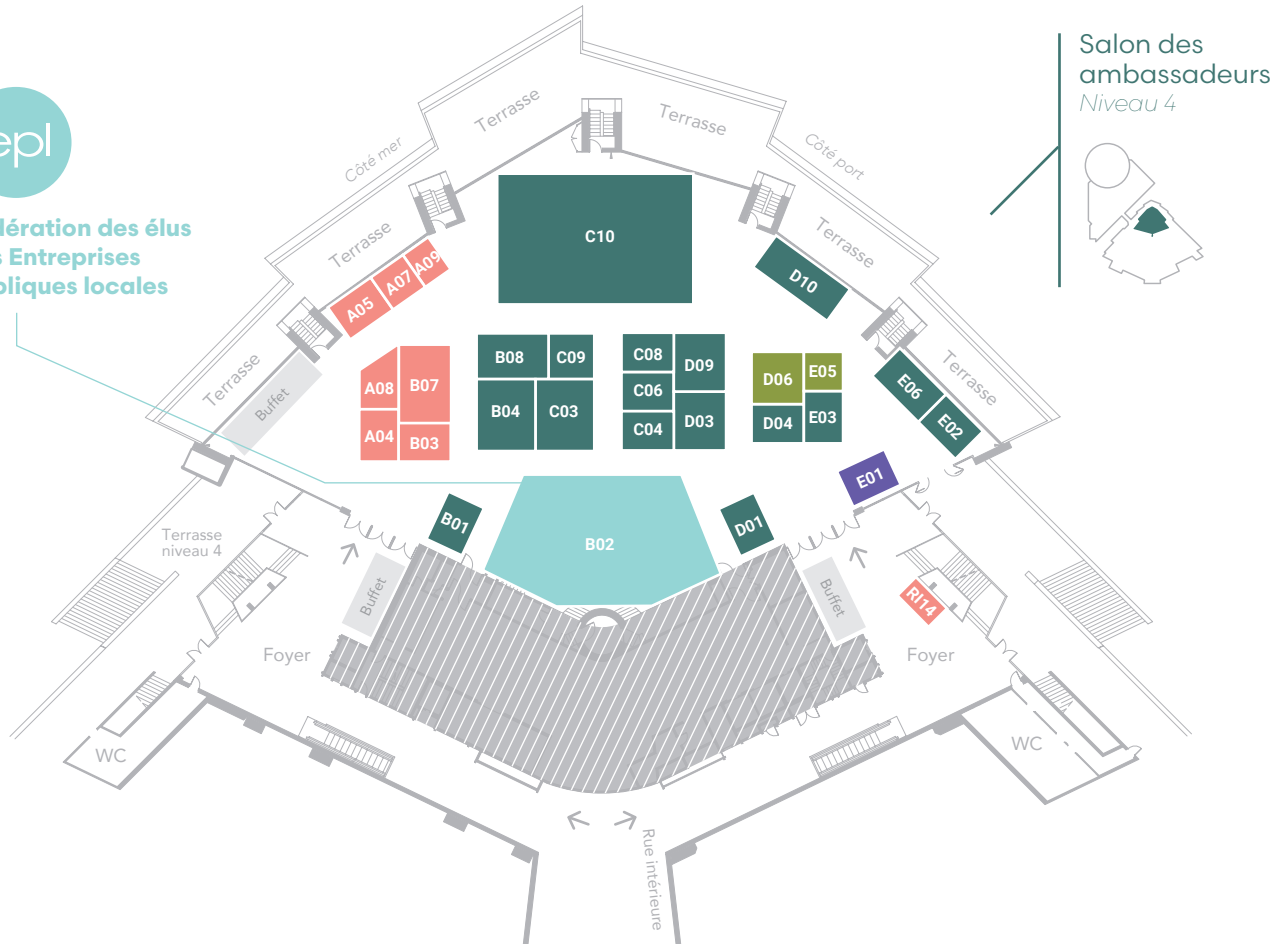 Salon des
ambassadeurs
Niveau 4
epl
des élus
Entreprises
locales
Terrasse
Terrasse
Côté mer
Côté port
Terrasse
Terrasse
Terrasse
Terrasse
C10
A05
A07
A09
D10
Buffet
A08
B07
A04
B03
B08
C09
B04
C03
C08
D09
C06
C04
D03
D06
E05
D04
E03
E06
E02
E01
B01
B02
D01
Terrasse
niveau 4
Buffet
Buffet
RI14
Foyer
Foyer
WC
WC
Rue intérieure